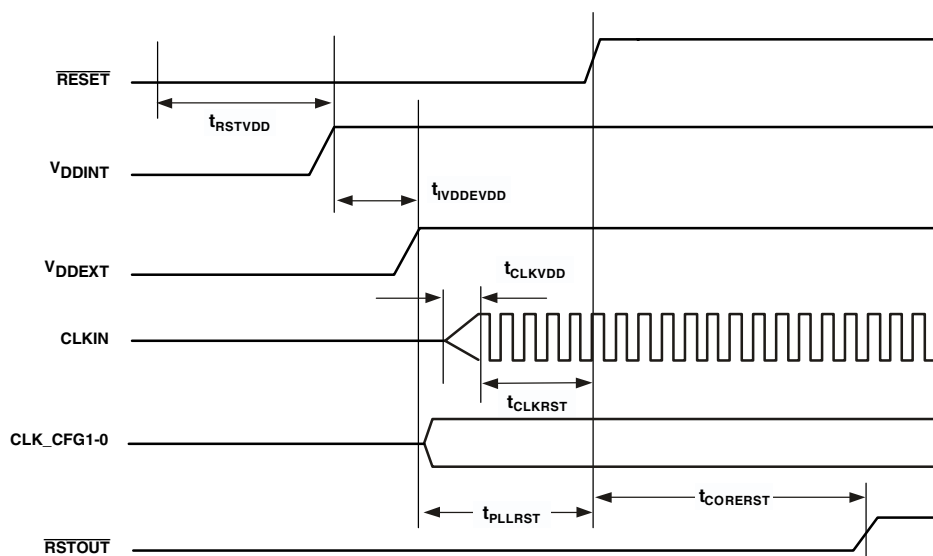 RESET
tRSTVDD
VDDINT
tIVDDEVDD
VDDEXT
tCLKVDD
CLKIN
tCLKRST
CLK_CFG1-0
tPLLRST
tCORERST
RSTOUT